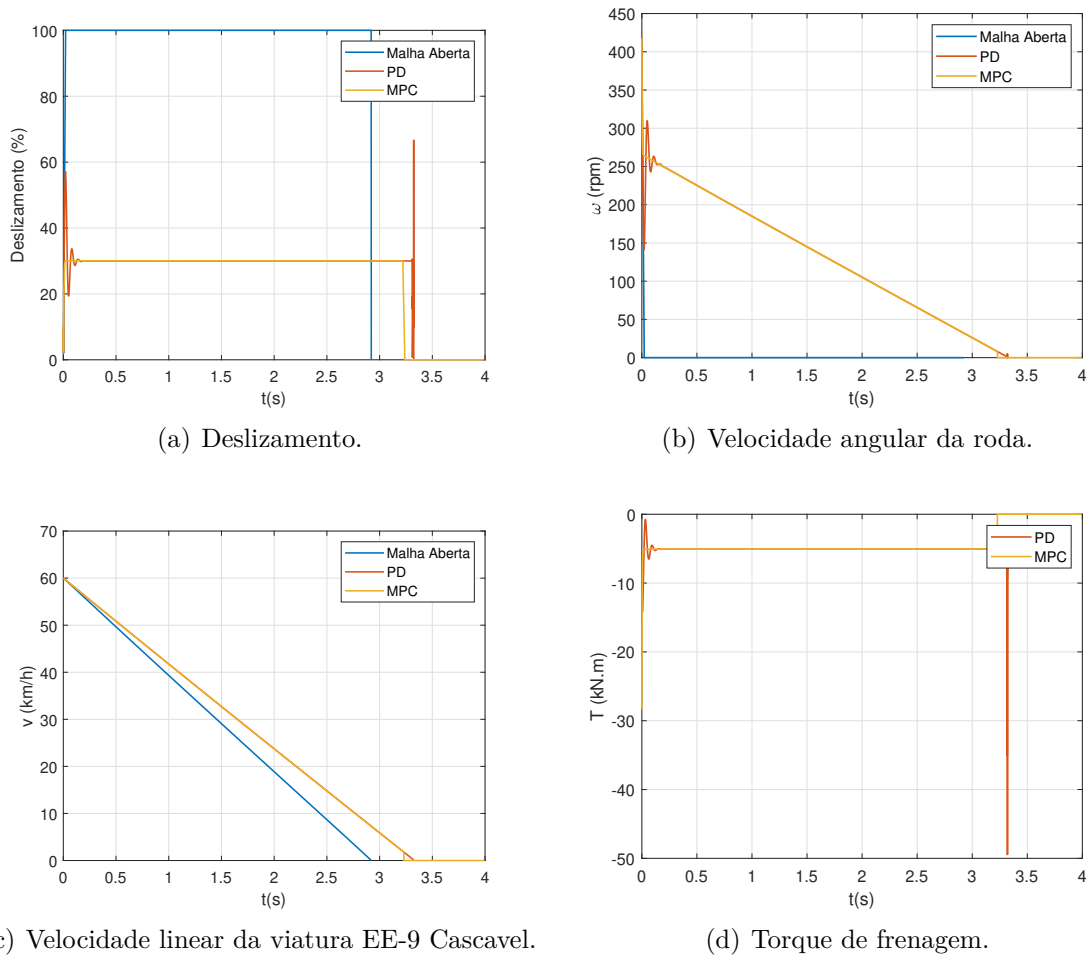 100
80
60
40
20
0
Deslizamento (%)
Malha Aberta
PD
MPC
0 0.5 1 1.5 2 2.5 3 3.5 4
t(s)
(a) Deslizamento.
450
400
350
300
250
200
150
100
50
0
ω (rpm)
Malha Aberta
PD
MPC
0 0.5 1 1.5 2 2.5 3 3.5 4
t(s)
(b) Velocidade angular da roda.
70
60
50
40
30
20
10
0
v (km/h)
Malha Aberta
PD
MPC
0 0.5 1 1.5 2 2.5 3 3.5 4
t(s)
) Velocidade linear da viatura EE-9 Cascavel.
0
-10
-20
-30
-40
-50
T (kN.m)
PD
MPC
0 0.5 1 1.5 2 2.5 3 3.5 4
t(s)
(d) Torque de frenagem.